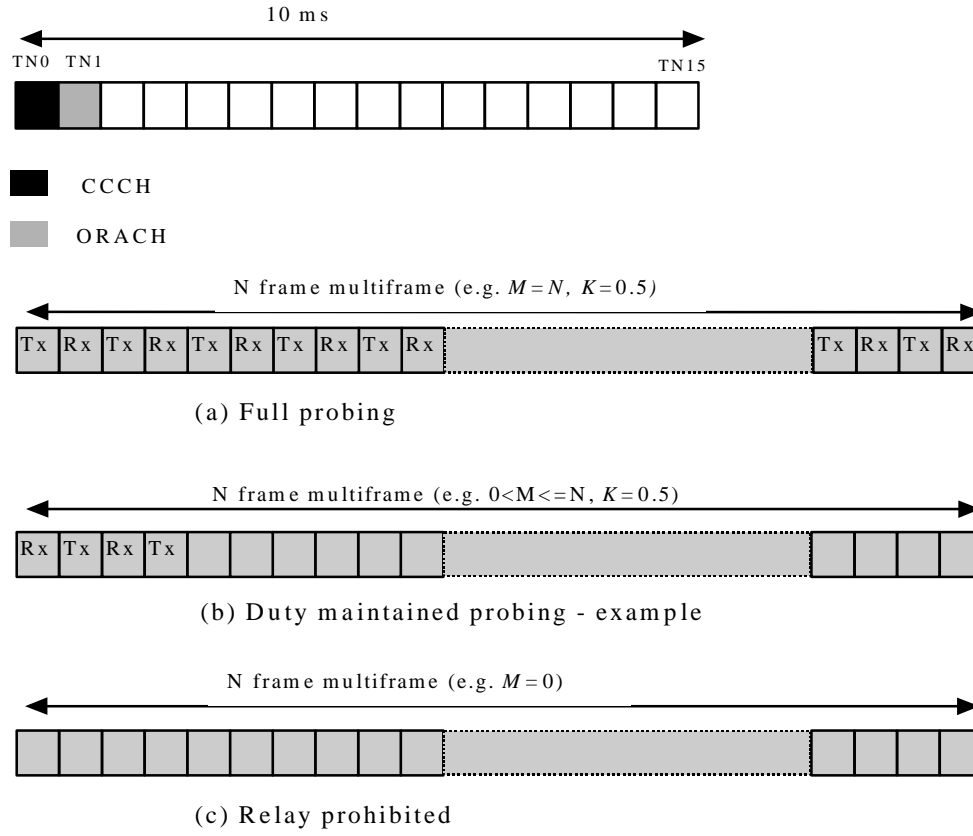 10 ms
TN0 TN1 TN15
CCCH
ORACH
N frame multiframe (e.g. M=N, K=0.5)
Tx Rx Tx Rx Tx Rx Tx Rx Tx Rx Tx Rx Tx Rx
(a) Full probing
N frame multiframe (e.g. 0<M<=N, K=0.5)
Rx Tx Rx Tx
(b) Duty maintained probing - example
N frame multiframe (e.g. M=0)
(c) Relay prohibited